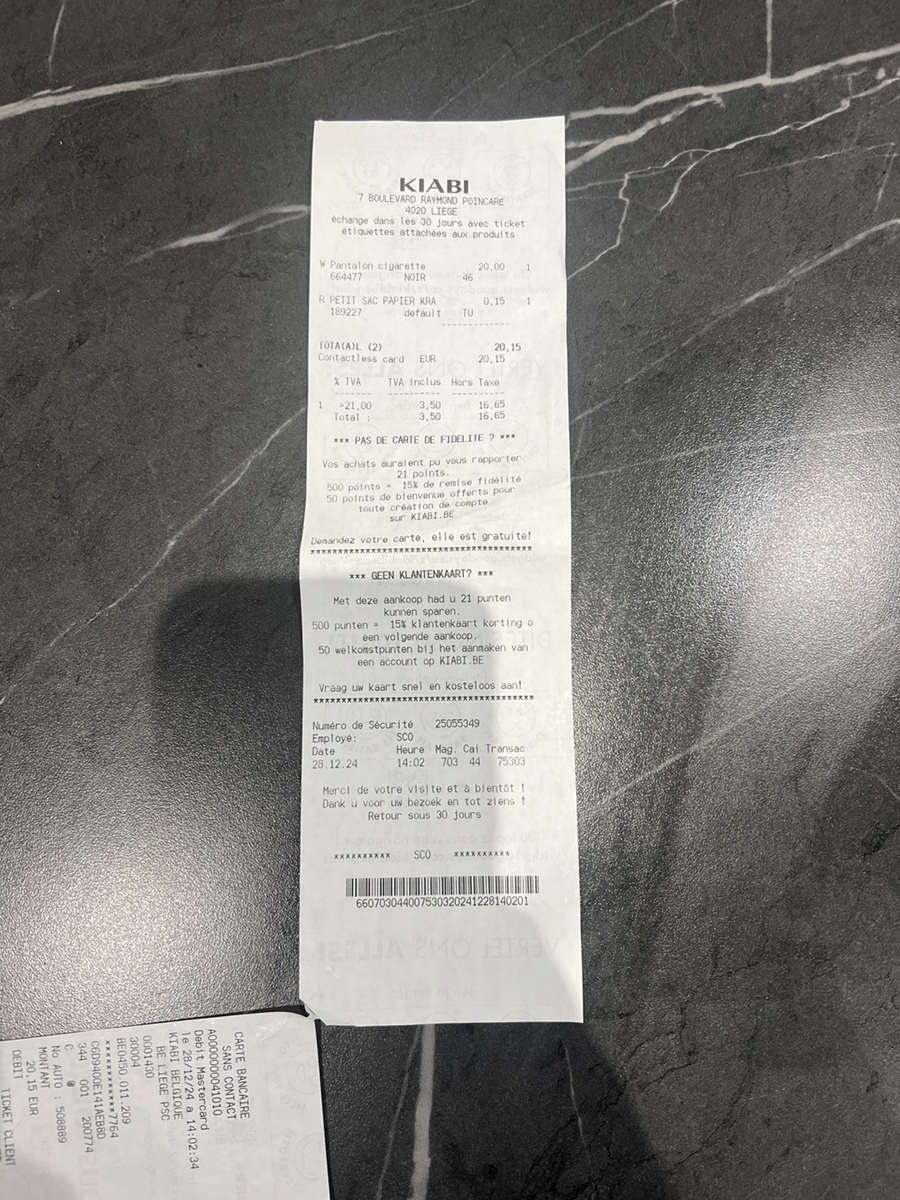 KIABI
7 BOULEVARD RAYMOND POINCARE
4020 LIEGE
échange dans les 30 jours avec ticket
étiquettes attachées aux produits
W Pantalon cigarette 20,00 1
664477 NOIR 46
R PETIT SAC PAPIER KRA 0,15 1
189227 default TU
------------
TOTA(A)L (2) 20,15
Contactless card EUR 20,15
% TVA TVA inclus Hors Taxe
1 >21,00 3,50 16,65
Total : 3,50 16,65
*** PAS DE CARTE DE FIDELITE ? ***
Vos achats auraient pu vous rapporter
21 points.
500 points = 15% de remise fidélité
50 points de bienvenue offerts pour
toute création de compte
sur KIABI.BE
Demandez votre carte, elle est gratuite!
****************************************
*** GEEN KLANTENKAART? ***
Met deze aankoop had u 21 punten
kunnen sparen.
500 punten = 15% klantenkaart korting o
een volgende aankoop.
50 welkomstpunten bij het aanmaken van
een account op KIABI.BE
Vraag uw kaart snel en kosteloos aan!
****************************************
Numéro de Sécurité 25055349
Employé: SCO
Date Heure Mag. Cai Transac
28.12.24 14:02 703 44 75303
Merci de votre visite et à bientôt !
Dank u voor uw bezoek en tot ziens !
Retour sous 30 jours
********** SCO **********
660703044007530320241228140201
CARTE BANCAIRE
SANS CONTACT
A0000000041010
Debit Mastercard
le 28/12/24 a 14:02:34
KIABI BELGIQUE
BE LIEGE PSC
0001430
30004
BE0450.011.209
************7764
C6D9400E141AEB8D
344 001 200774
C @
No AUTO : 508889
MONTANT :
20,15 EUR
DEBIT
TICKET CLIENT